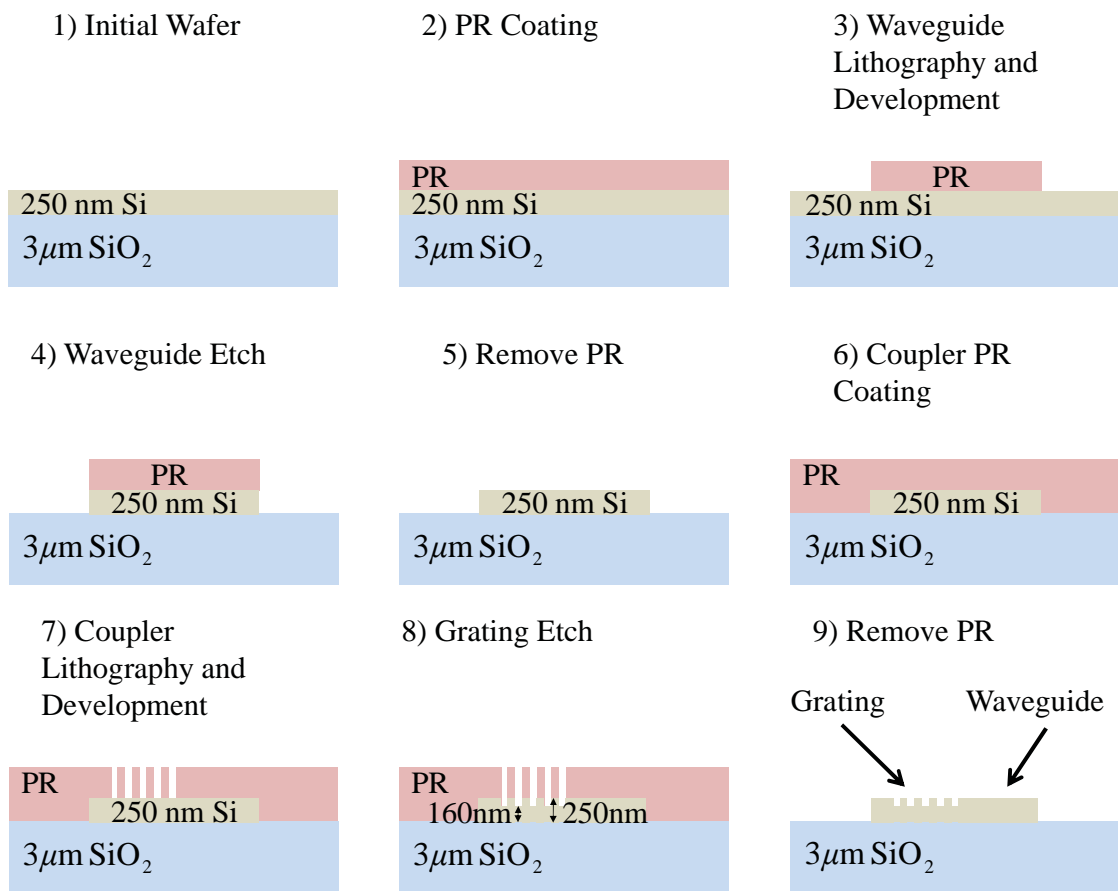 1) Initial Wafer
250 nm Si
3μm SiO₂
2) PR Coating
PR
250 nm Si
3μm SiO₂
3) Waveguide
Lithography and
Development
PR
250 nm Si
3μm SiO₂
4) Waveguide Etch
PR
250 nm Si
3μm SiO₂
5) Remove PR
250 nm Si
3μm SiO₂
6) Coupler PR
Coating
PR
250 nm Si
3μm SiO₂
7) Coupler
Lithography and
Development
PR
250 nm Si
3μm SiO₂
8) Grating Etch
PR
160nm 250nm
3μm SiO₂
9) Remove PR
Grating Waveguide
3μm SiO₂